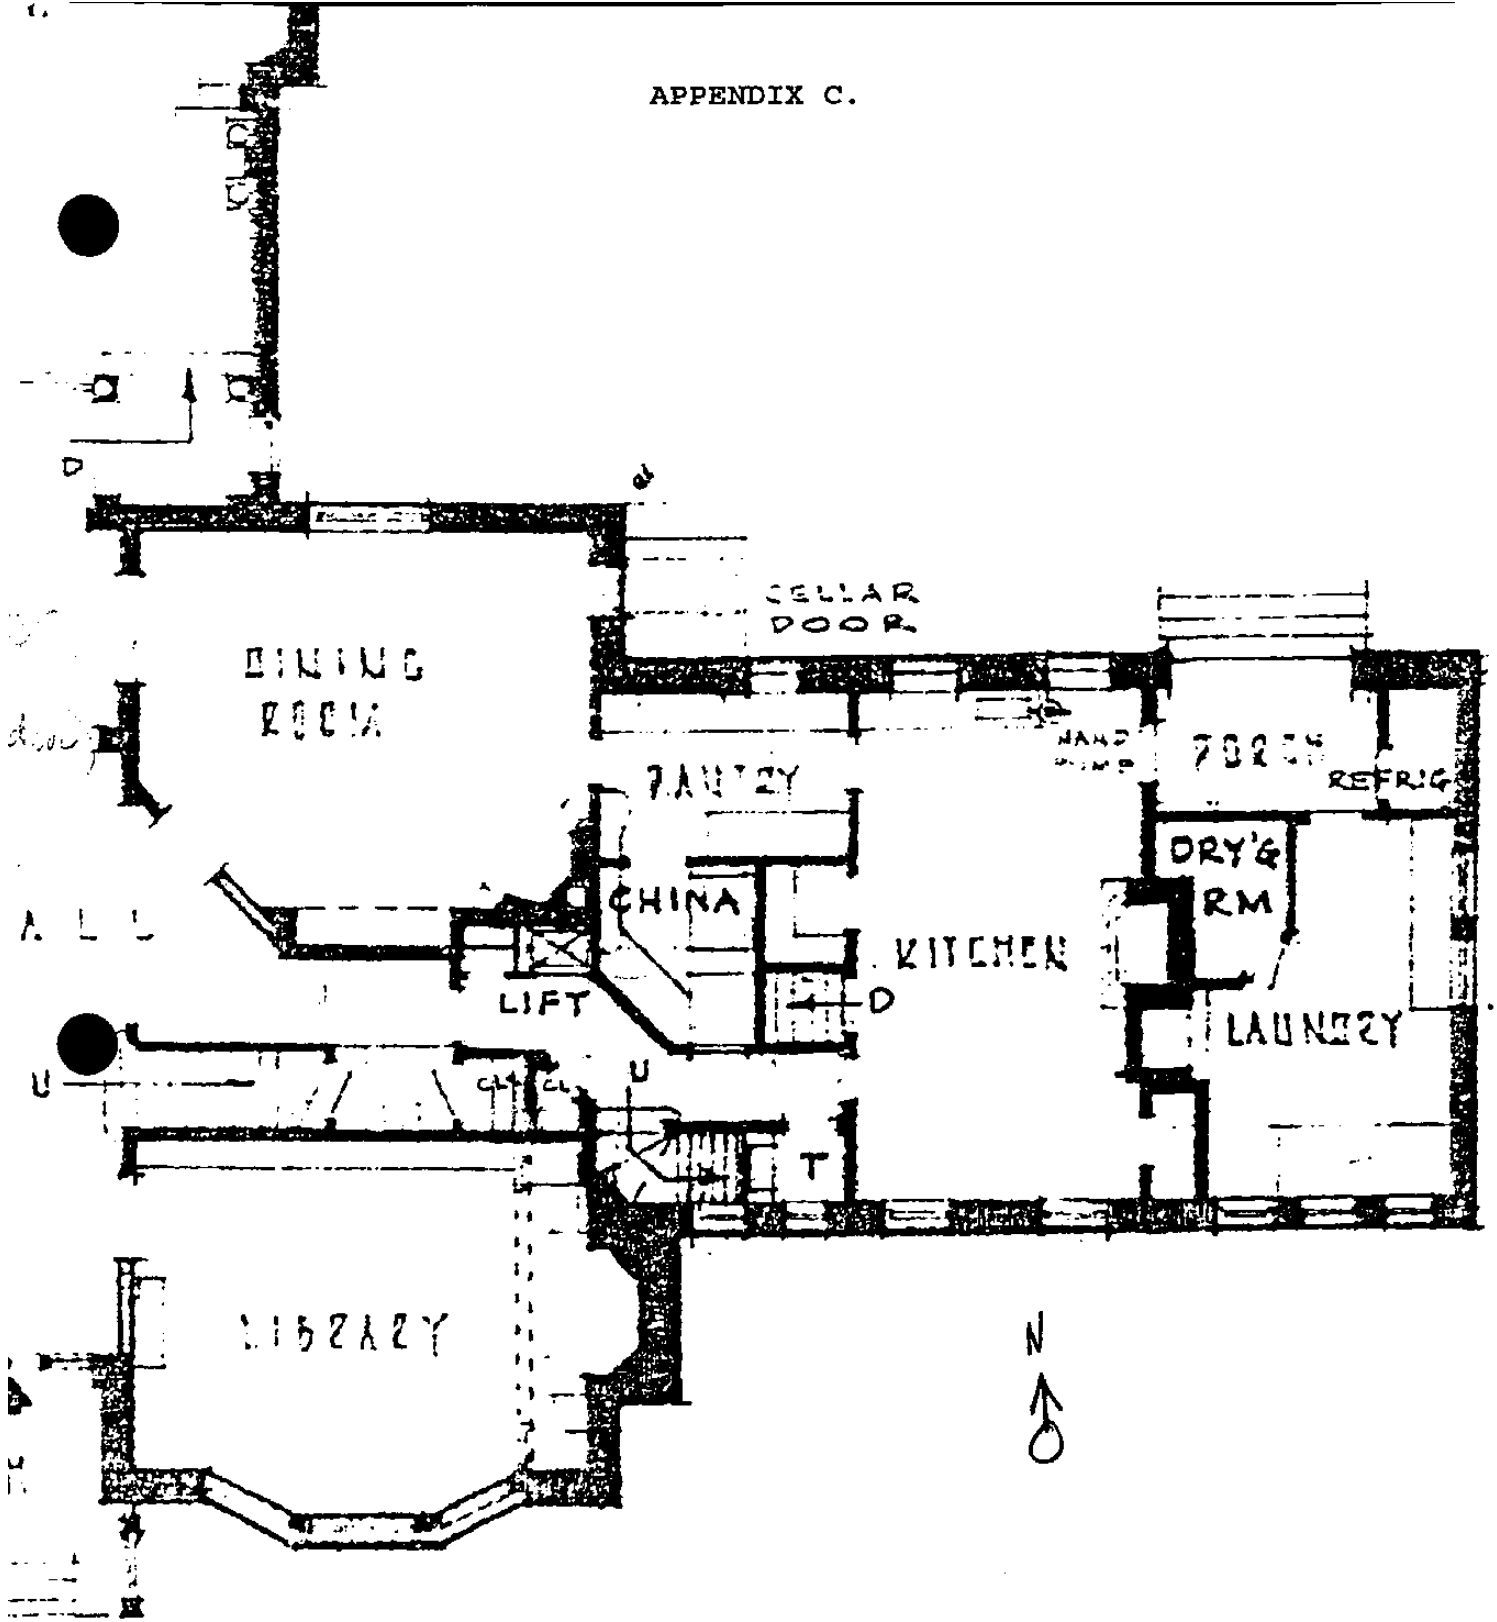 APPENDIX C.
D
CELLAR
DOOR
DINING
ROOM
PANTRY
HAND
PUMP
PORCH
REFRIG
DRY'G
RM
CHINA
A L L
KITCHEN
LIFT
D
LAUNDRY
U
CL
CL
U
T
LIBRARY
N